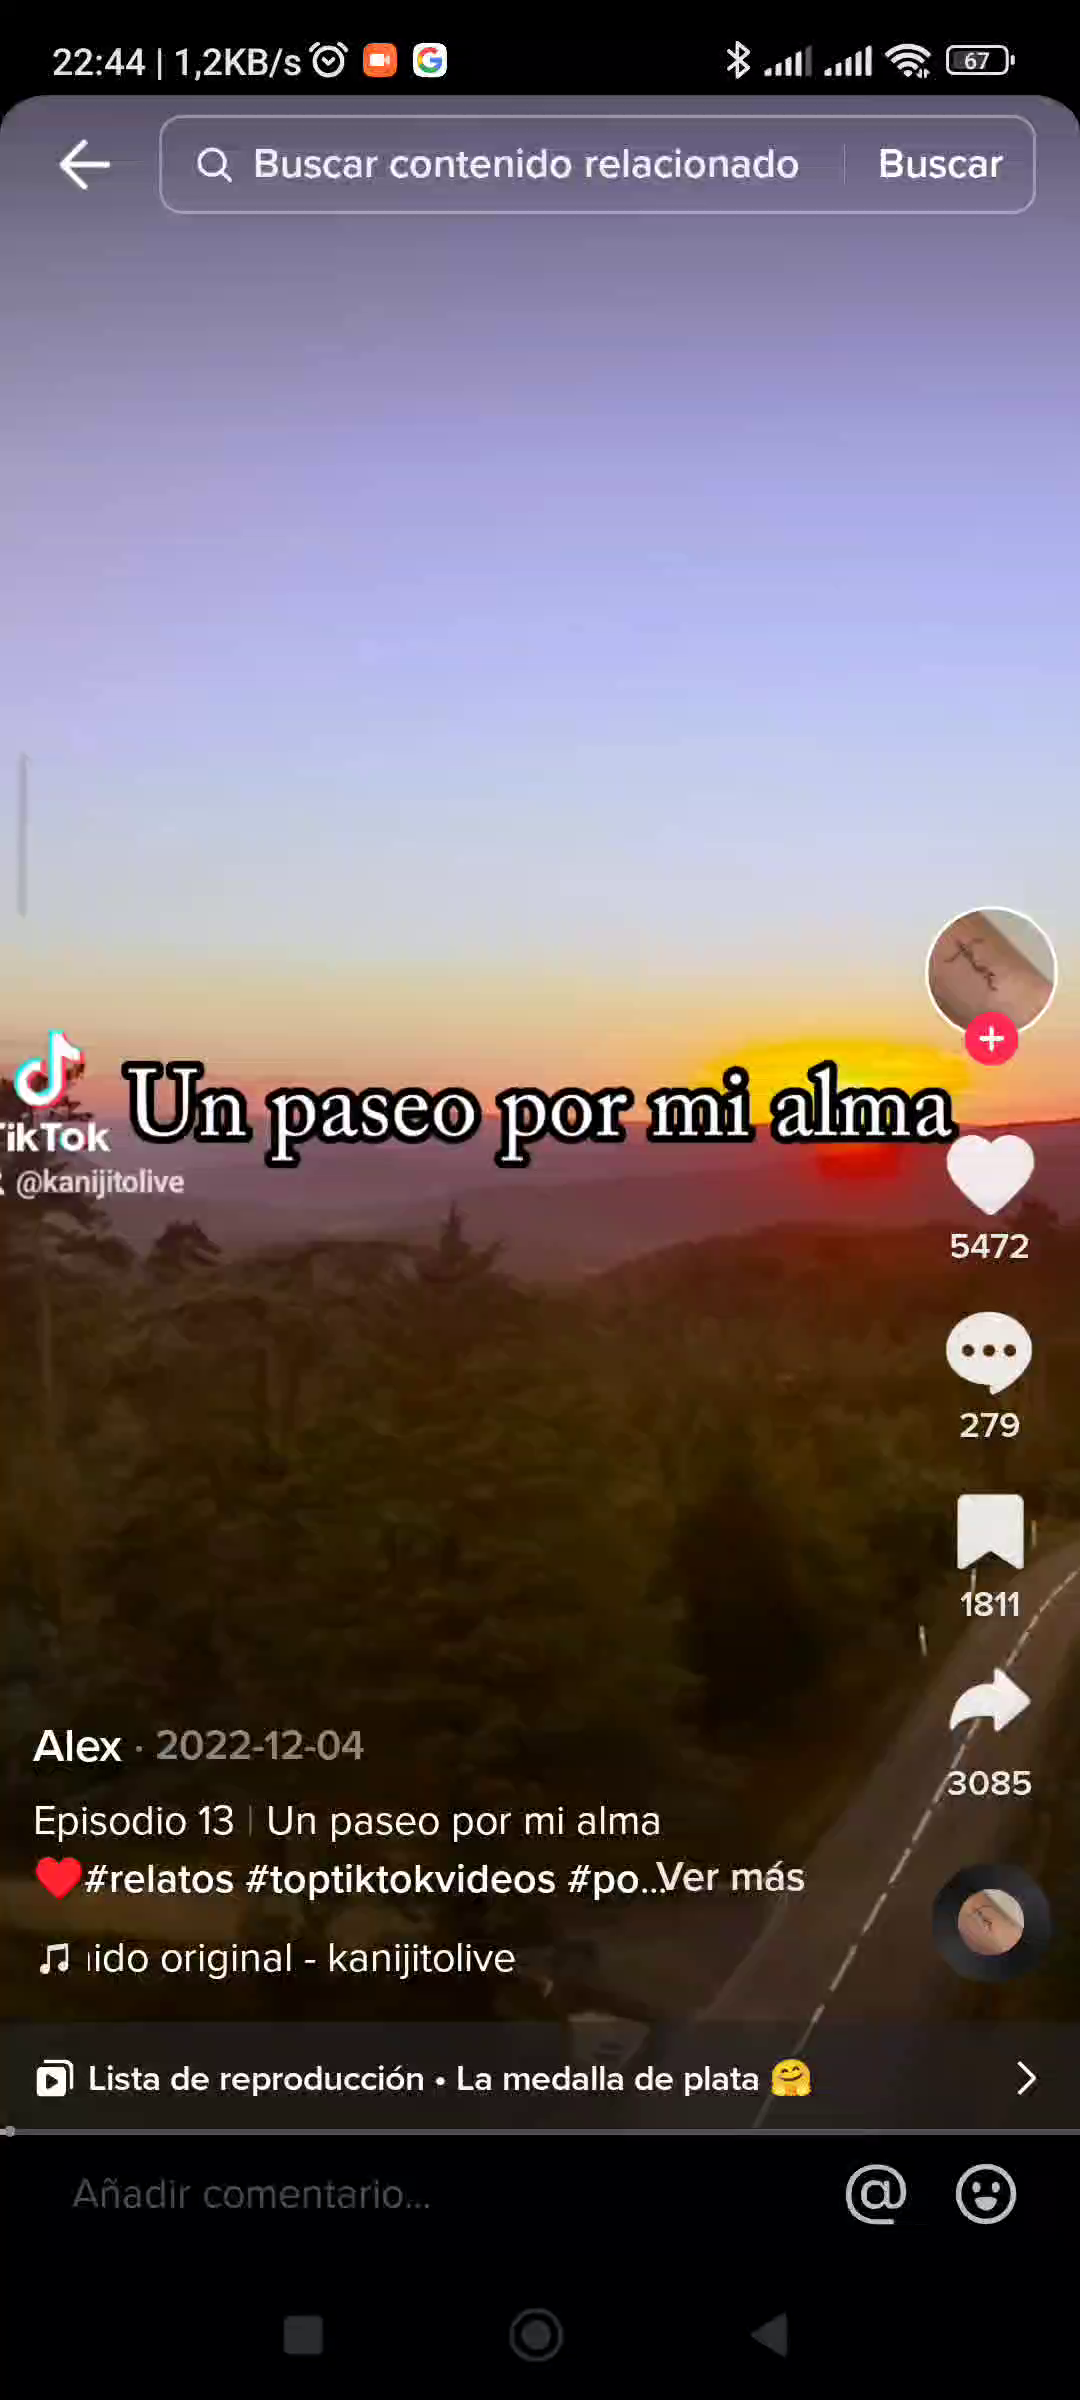 22:44 | 1,2KB/s
67
Buscar contenido relacionado
Buscar
Un paseo por mi alma
TikTok
@kanijitolive
5472
279
1811
3085
Alex · 2022-12-04
Episodio 13 | Un paseo por mi alma
❤️#relatos #toptiktokvideos #po...Ver más
ido original - kanijitolive
Lista de reproducción • La medalla de plata 🤗
Añadir comentario...